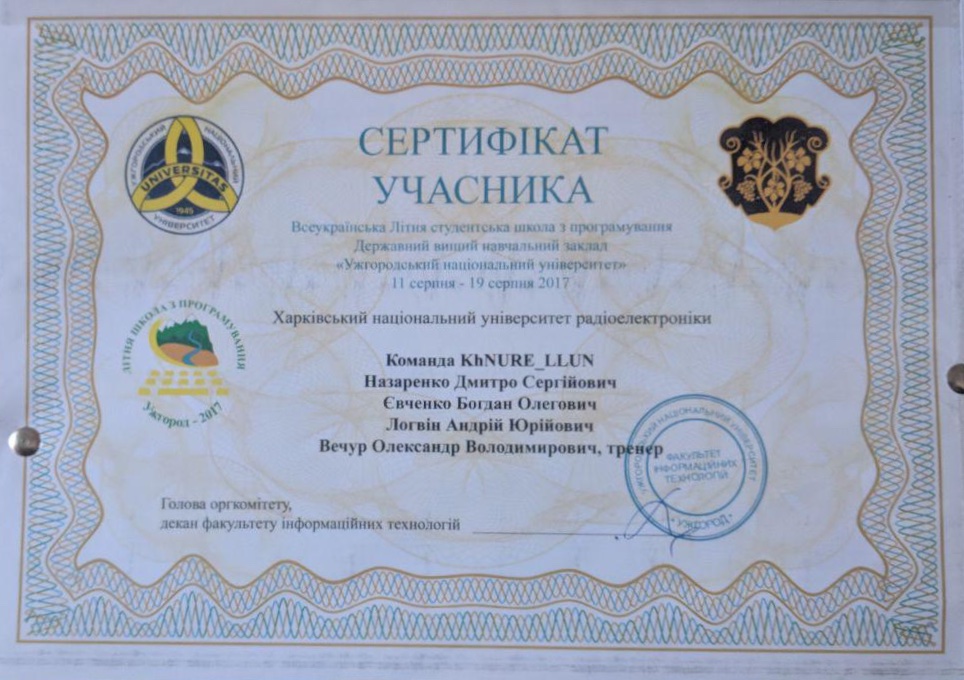 УЖГОРОДСЬКИЙ НАЦІОНАЛЬНИЙ УНІВЕРСИТЕТ
UNIVERSITAS
1945
СЕРТИФІКАТ
УЧАСНИКА
Всеукраїнська Літня студентська школа з програмування
Державний вищий навчальний заклад
«Ужгородський національний університет»
11 серпня - 19 серпня 2017
ЛІТНЯ ШКОЛА З ПРОГРАМУВАННЯ
Ужгород - 2017
Харківський національний університет радіоелектроніки
Команда KhNURE_LLUN
Назаренко Дмитро Сергійович
Євченко Богдан Олегович
Логвін Андрій Юрійович
Вечур Олександр Володимирович, тренер
УЖГОРОДСЬКИЙ НАЦІОНАЛЬНИЙ УНІВЕРСИТЕТ
ФАКУЛЬТЕТ
ІНФОРМАЦІЙНИХ
ТЕХНОЛОГІЙ
* УЖГОРОД *
Голова оргкомітету,
декан факультету інформаційних технологій